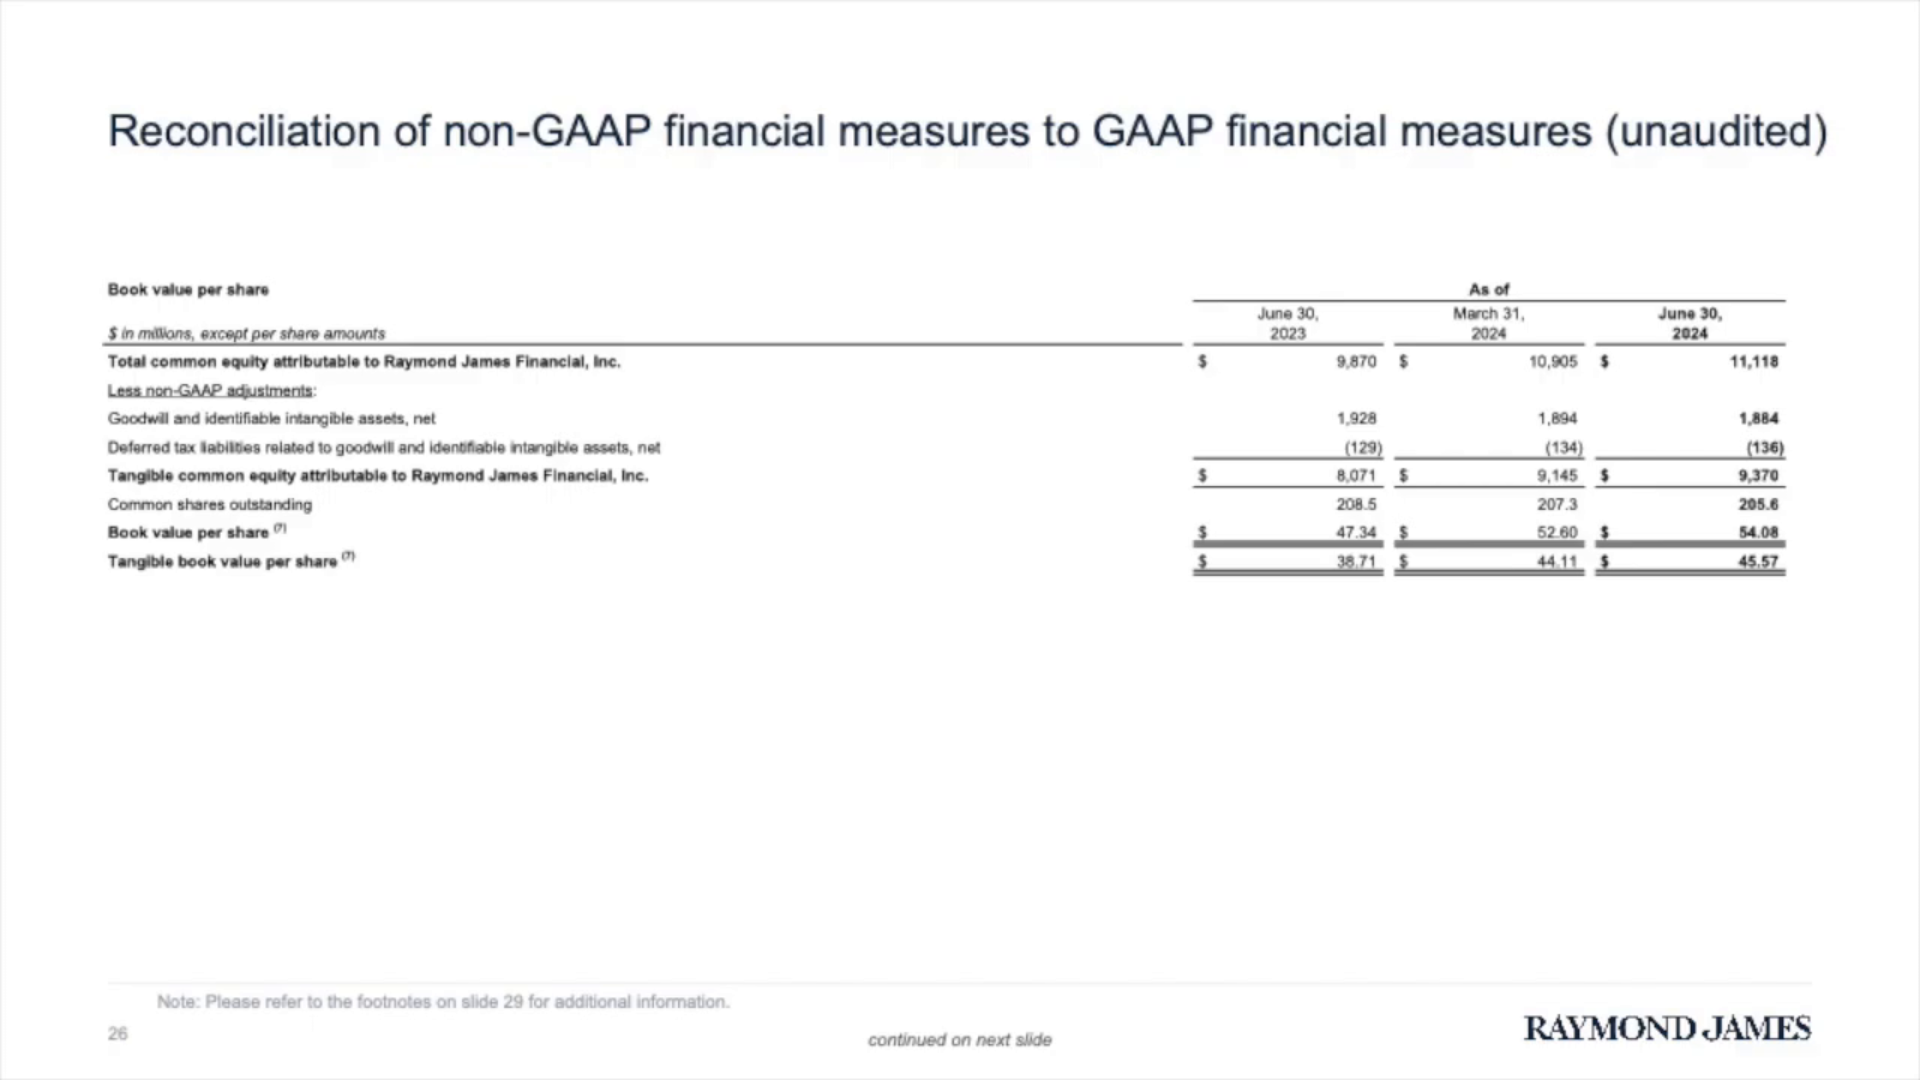 Reconciliation of non-GAAP financial measures to GAAP financial measures (unaudited)
Book value per share As of
$ in millions, except per share amounts June 30, 2023 March 31, 2024 June 30, 2024
Total common equity attributable to Raymond James Financial, Inc. $ 9,870 $ 10,905 $ 11,118
Less non-GAAP adjustments:
Goodwill and identifiable intangible assets, net 1,928 1,894 1,884
Deferred tax liabilities related to goodwill and identifiable intangible assets, net (129) (134) (136)
Tangible common equity attributable to Raymond James Financial, Inc. $ 8,071 $ 9,145 $ 9,370
Common shares outstanding 208.5 207.3 205.6
Book value per share (7) $ 47.34 $ 52.60 $ 54.08
Tangible book value per share (7) $ 38.71 $ 44.11 $ 45.57
Note: Please refer to the footnotes on slide 29 for additional information.
26
continued on next slide
RAYMOND JAMES